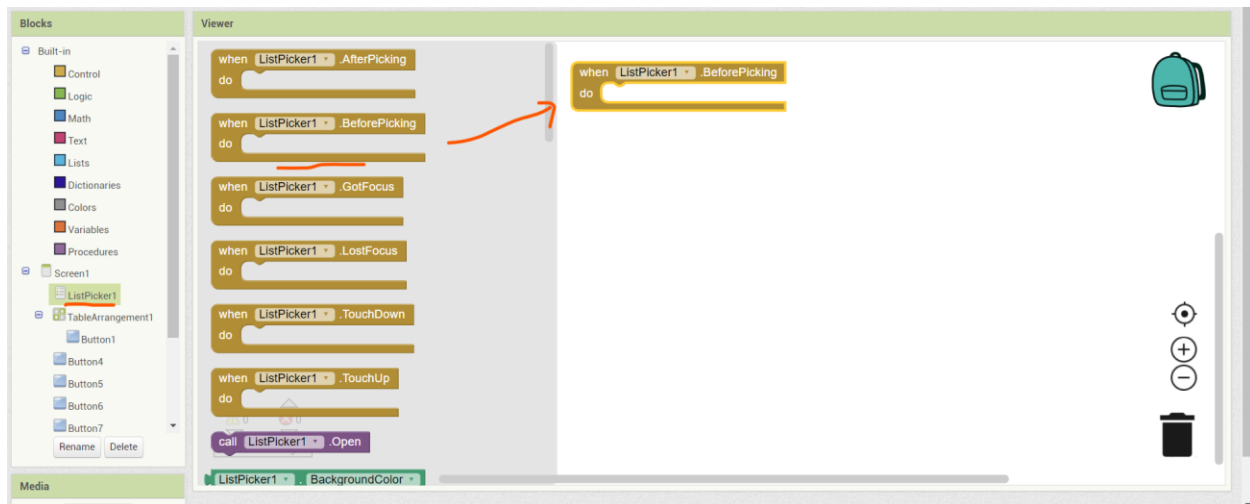 Blocks
Built-in
Control
Logic
Math
Text
Lists
Dictionaries
Colors
Variables
Procedures
Screen1
ListPicker1
TableArrangement1
Button1
Button4
Button5
Button6
Button7
Rename Delete
Media
Viewer
when ListPicker1 .AfterPicking
do
when ListPicker1 .BeforePicking
do
when ListPicker1 .GotFocus
do
when ListPicker1 .LostFocus
do
when ListPicker1 .TouchDown
do
when ListPicker1 .TouchUp
do
0 0
call ListPicker1 .Open
ListPicker1 . BackgroundColor
when ListPicker1 .BeforePicking
do